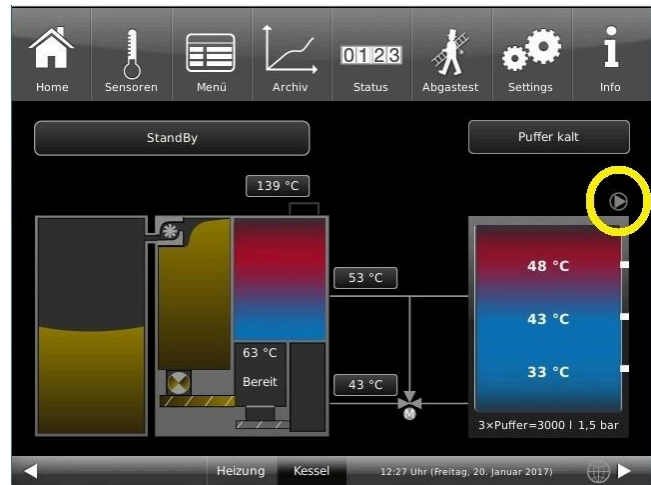 0123
Home Sensoren Menü Archiv Status Abgastest Settings Info
StandBy Puffer kalt
139 °C
53 °C 48 °C
43 °C
63 °C
Bereit 43 °C 33 °C
M
3×Puffer=3000 l 1,5 bar
Heizung Kessel 12:27 Uhr (Freitag, 20. Januar 2017)